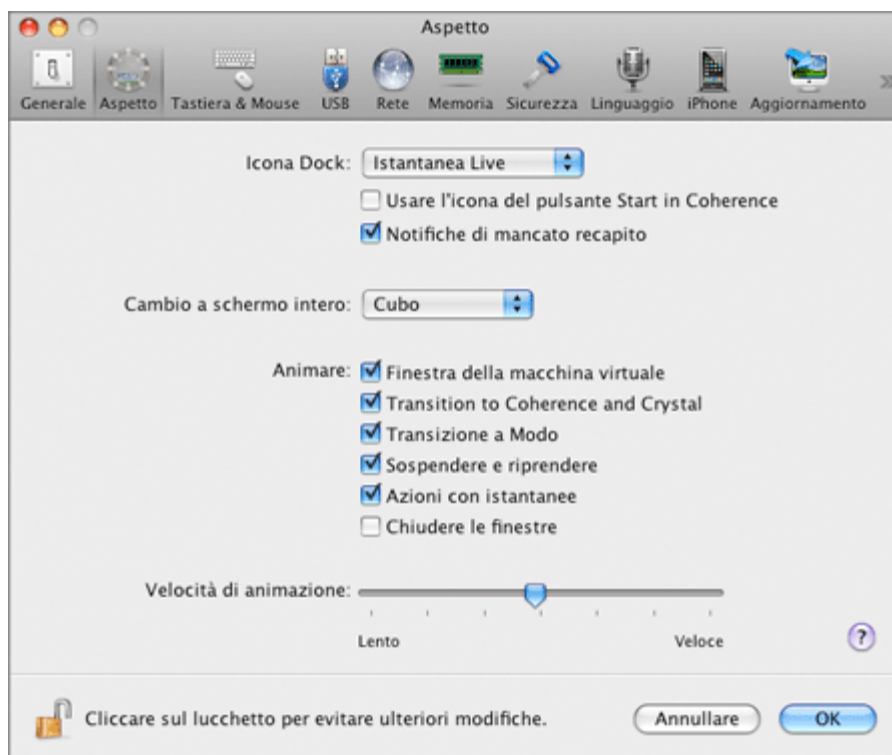 Aspetto
Generale Aspetto Tastiera & Mouse USB Rete Memoria Sicurezza Linguaggio iPhone Aggiornamento »
Icona Dock: Istantanea Live
Usare l'icona del pulsante Start in Coherence
Notifiche di mancato recapito
Cambio a schermo intero: Cubo
Animare: Finestra della macchina virtuale
Transition to Coherence and Crystal
Transizione a Modo
Sospendere e riprendere
Azioni con istantanee
Chiudere le finestre
Velocità di animazione:
Lento Veloce
?
Cliccare sul lucchetto per evitare ulteriori modifiche. Annullare OK